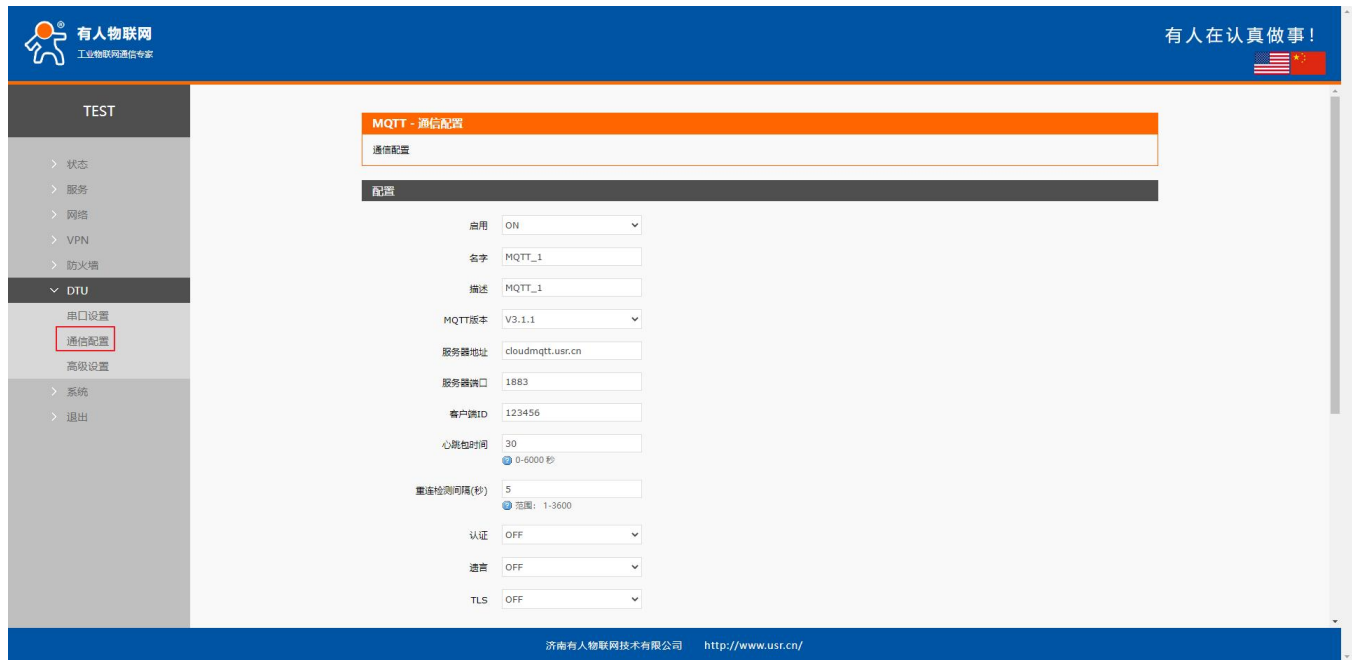 有人物联网
工业物联网通信专家
有人在认真做事!
TEST
状态
服务
网络
VPN
防火墙
DTU
串口设置
通信配置
高级设置
系统
退出
MQTT - 通信配置
通信配置
配置
启用 ON
名字 MQTT_1
描述 MQTT_1
MQTT版本 V3.1.1
服务器地址 cloudmqtt.usr.cn
服务器端口 1883
客户端ID 123456
心跳包时间 30
0-6000 秒
重连检测间隔(秒) 5
范围: 1-3600
认证 OFF
遗言 OFF
TLS OFF
济南有人物联网技术有限公司 http://www.usr.cn/